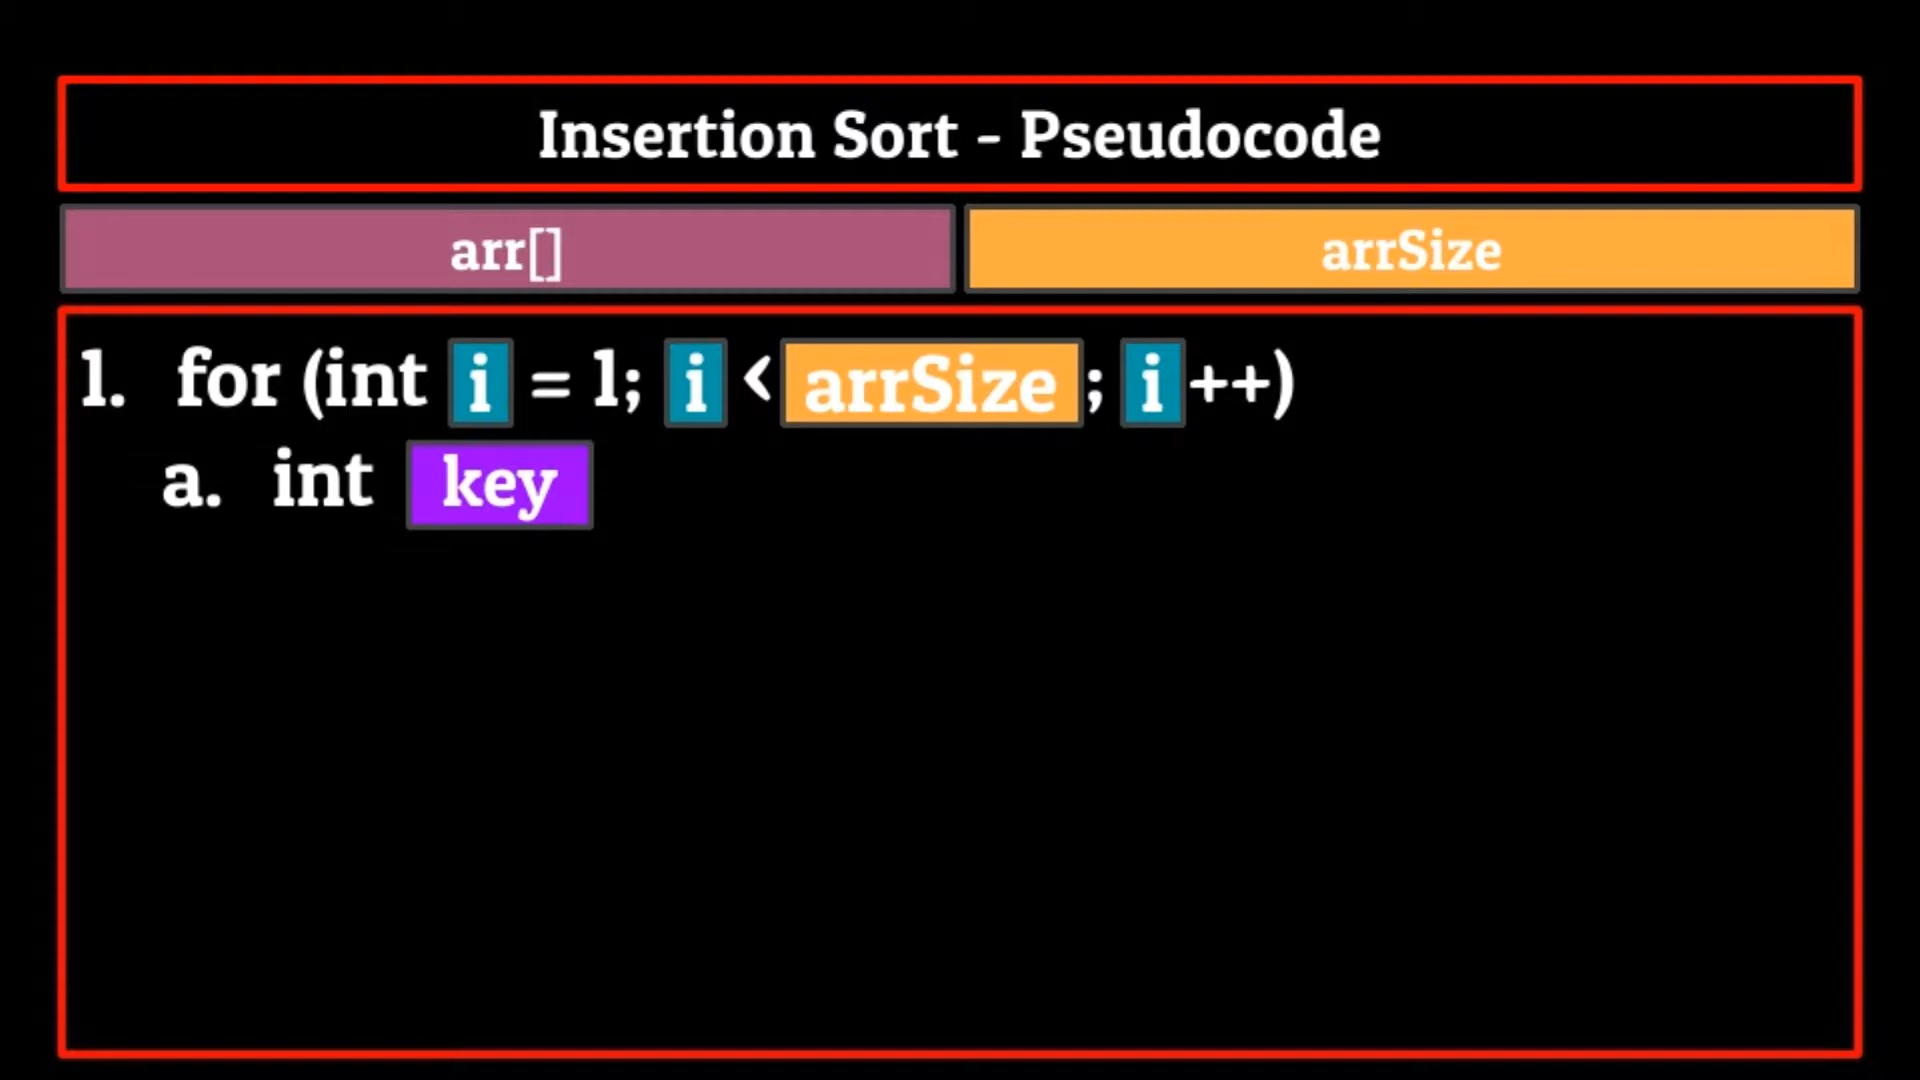 Insertion Sort - Pseudocode
arr[] arrSize
1. for (int i = 1; i < arrSize; i++)
a. int key